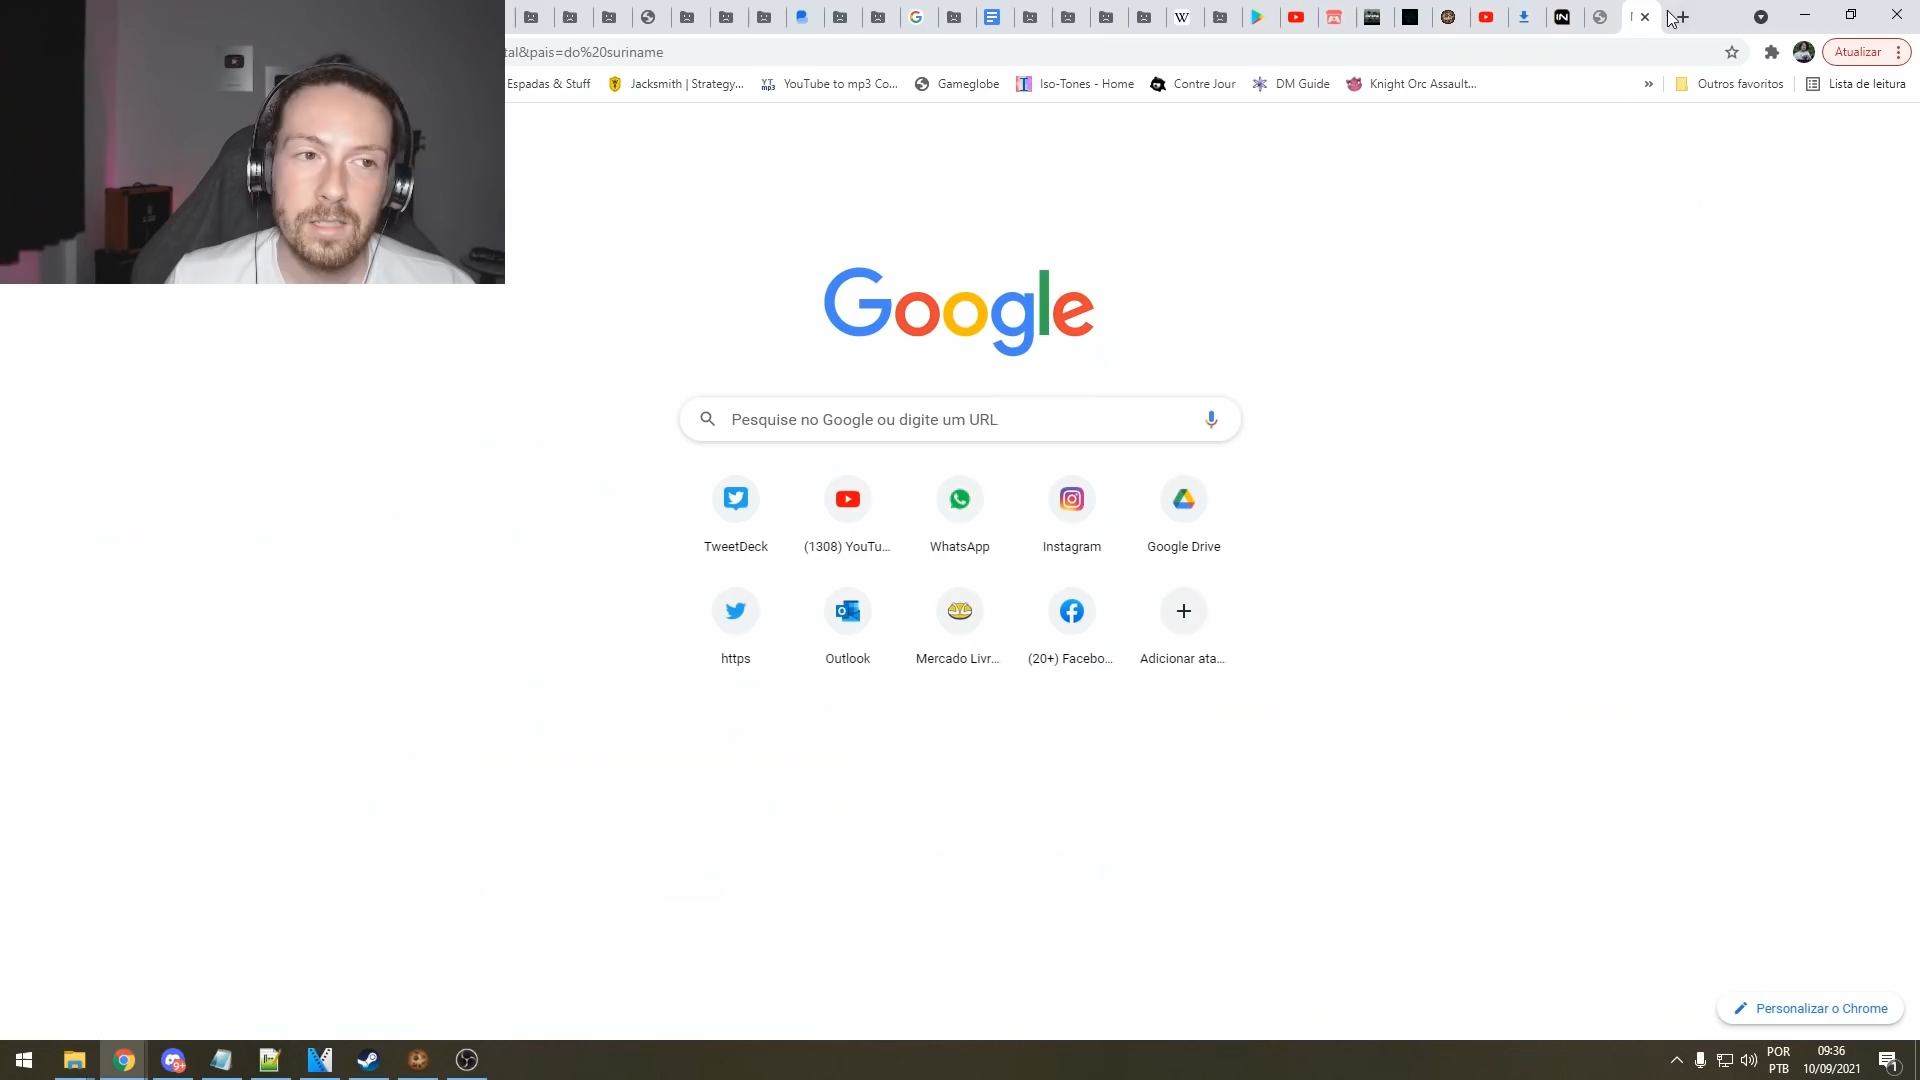 tal&pais=do%20suriname
Atualizar
Espadas & Stuff
Jacksmith | Strategy...
YouTube to mp3 Co...
Gameglobe
Iso-Tones - Home
Contre Jour
DM Guide
Knight Orc Assault...
»
Outros favoritos
Lista de leitura
Google
Pesquise no Google ou digite um URL
TweetDeck
(1308) YouTu...
WhatsApp
Instagram
Google Drive
https
Outlook
Mercado Livr...
(20+) Facebo...
Adicionar ata...
Personalizar o Chrome
POR
PTB
09:36
10/09/2021